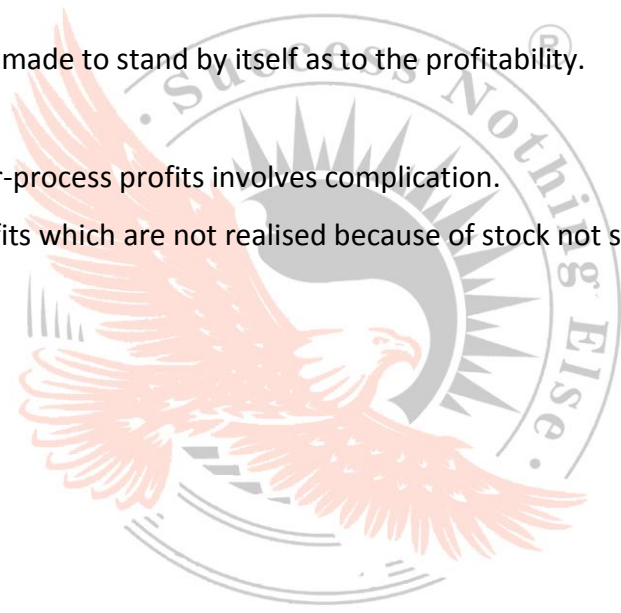 made to stand by itself as to the profitability.
r-process profits involves complication.
fits which are not realised because of stock not s
Success Nothing Else
®